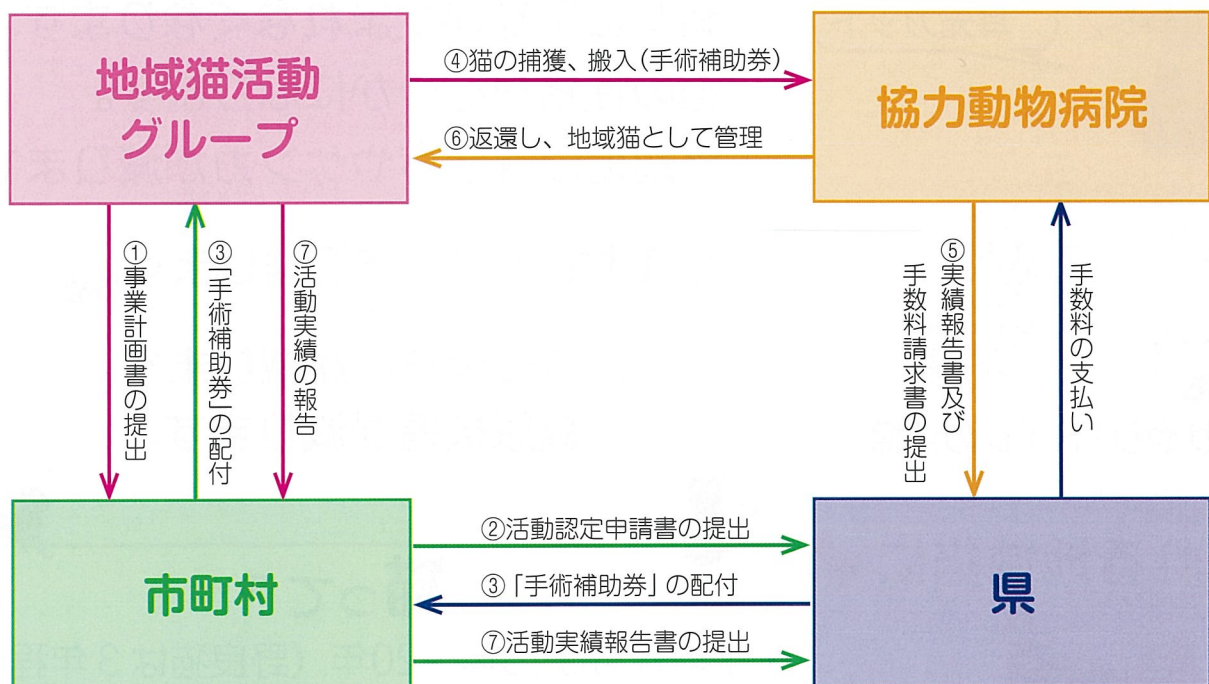 地域猫活動
グループ
④猫の捕獲、搬入(手術補助券)
⑥返還し、地域猫として管理
協力動物病院
①事業計画書の提出
③「手術補助券」の配付
⑦活動実績の報告
⑤実績報告書及び
手数料請求書の提出
手数料の支払い
市町村
②活動認定申請書の提出
③「手術補助券」の配付
⑦活動実績報告書の提出
県